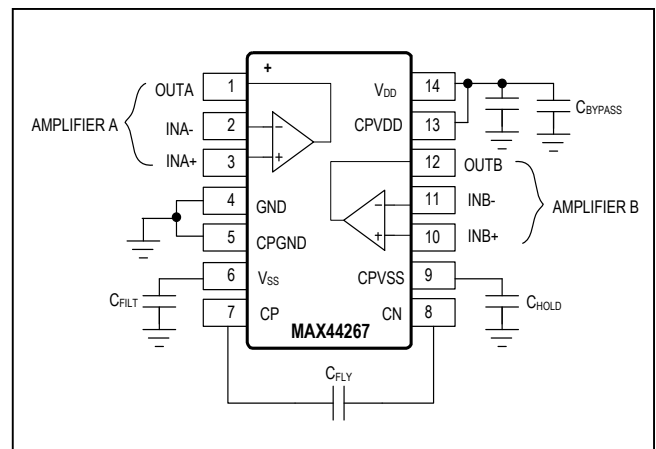 +
OUTA 1 14 VDD
AMPLIFIER A INA- 2 − 13 CPVDD CBYPASS
INA+ 3 + 12 OUTB
GND 4 − 11 INB- AMPLIFIER B
CPGND 5 + 10 INB+
VSS 6 9 CPVSS
CFILT CHOLD
CP 7 8 CN
MAX44267
CFLY